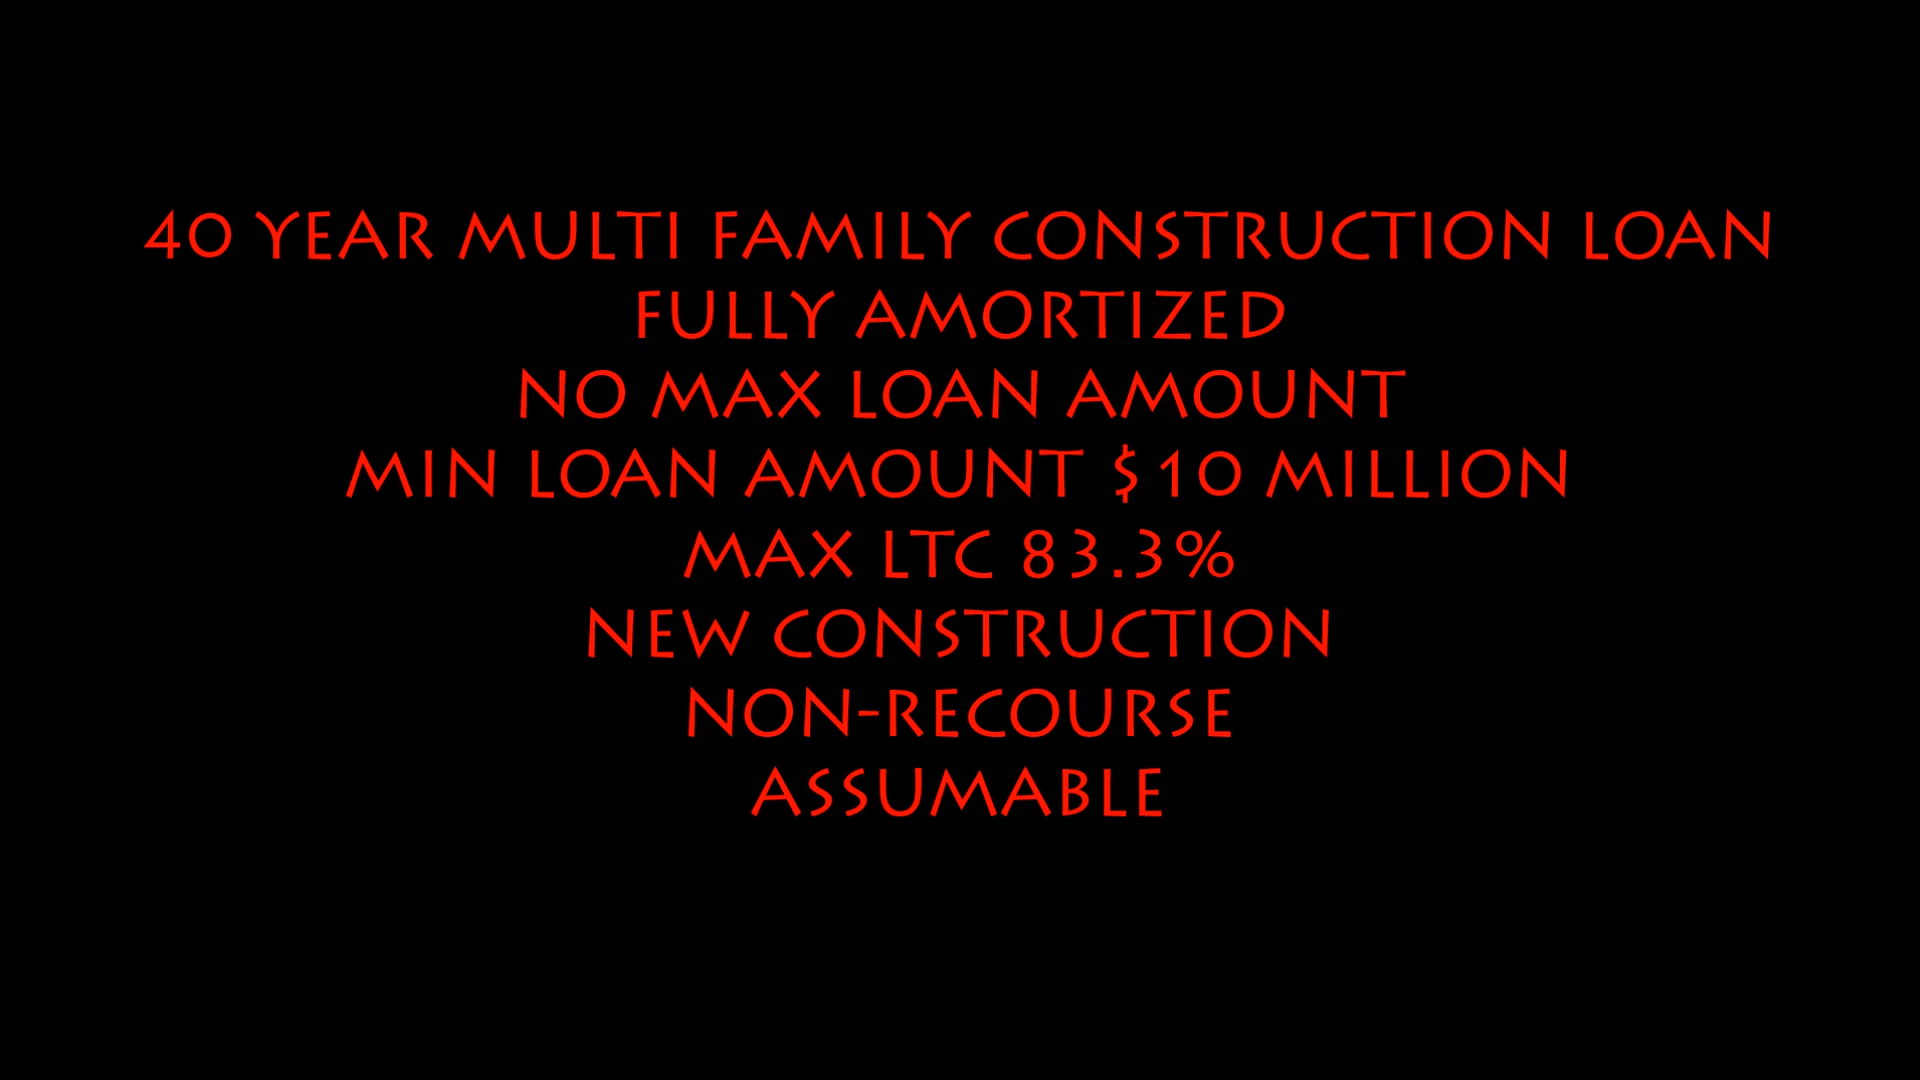 40 YEAR MULTI FAMILY CONSTRUCTION LOAN
FULLY AMORTIZED
NO MAX LOAN AMOUNT
MIN LOAN AMOUNT $10 MILLION
MAX LTC 83.3%
NEW CONSTRUCTION
NON-RECOURSE
ASSUMABLE